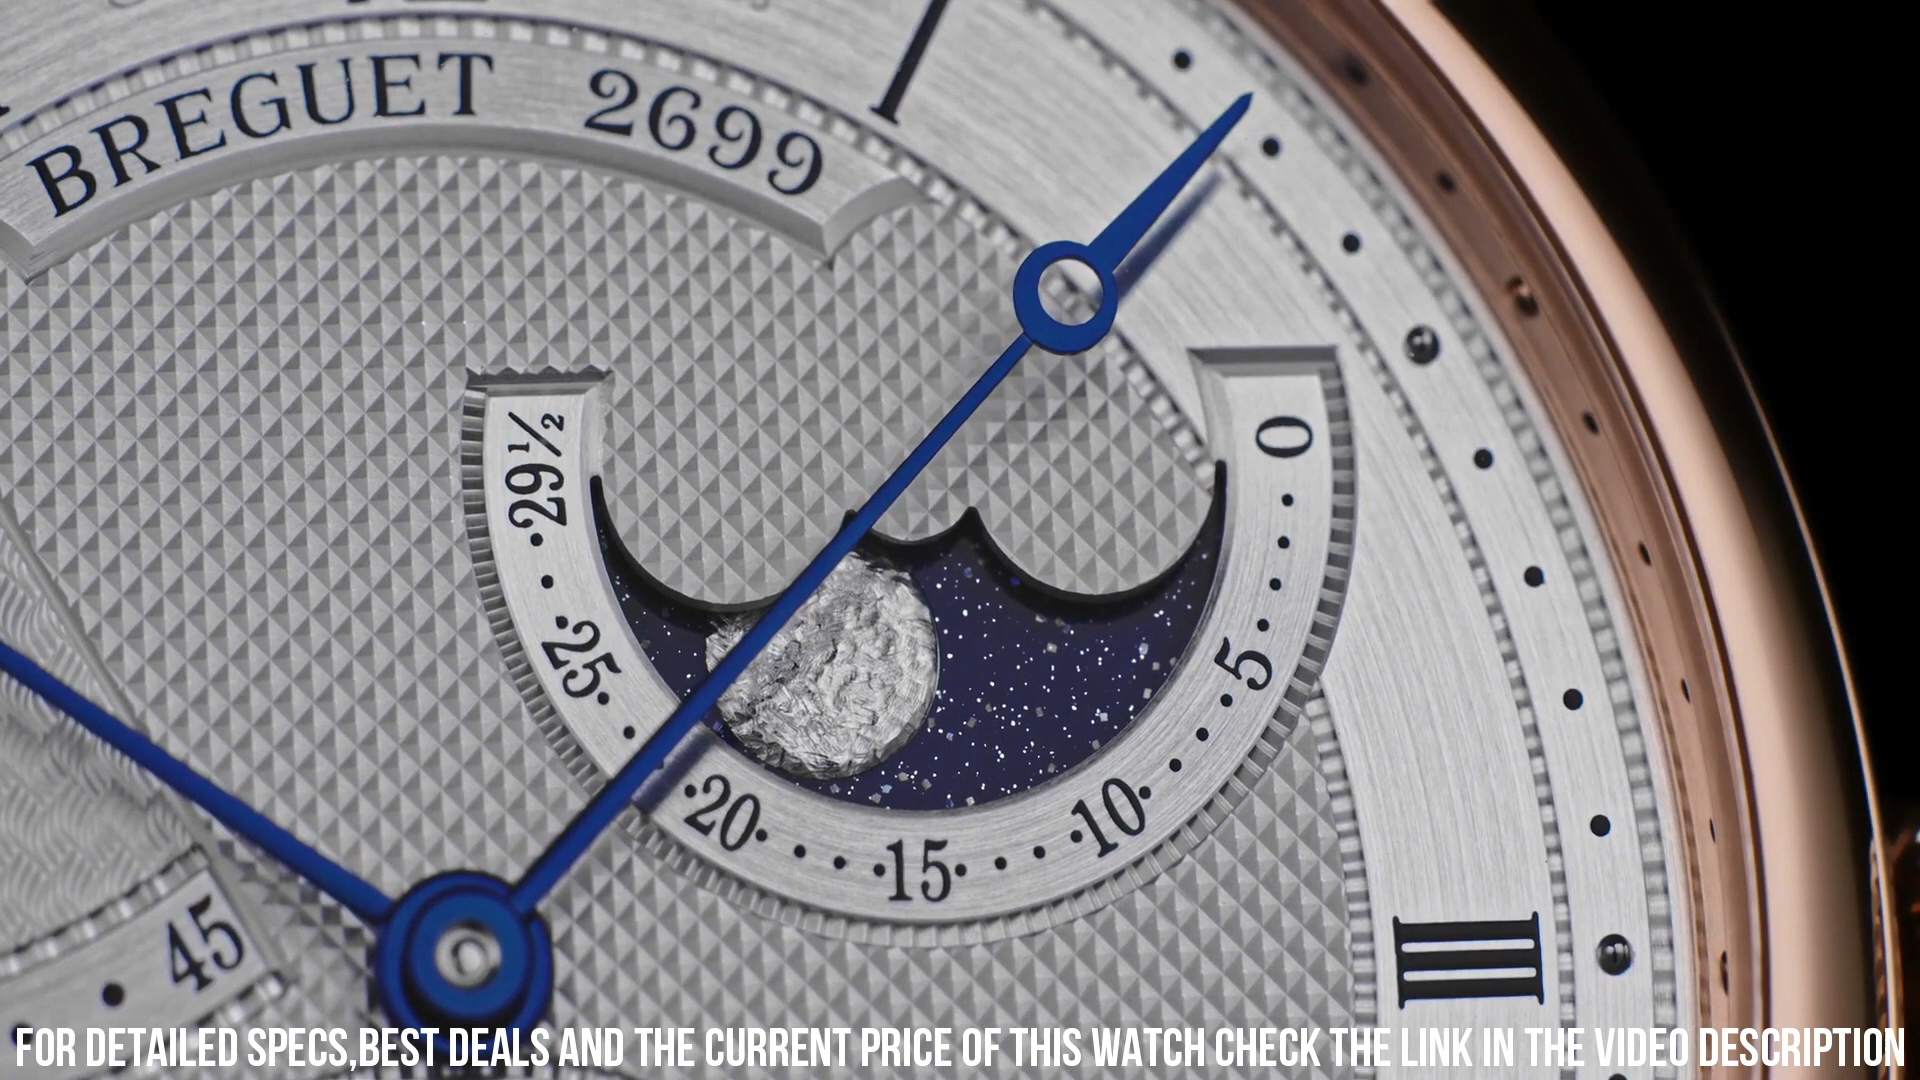 BREGUET 2699
I
29½
0
25
5
20
10
15
45
III
FOR DETAILED SPECS,BEST DEALS AND THE CURRENT PRICE OF THIS WATCH CHECK THE LINK IN THE VIDEO DESCRIPTION